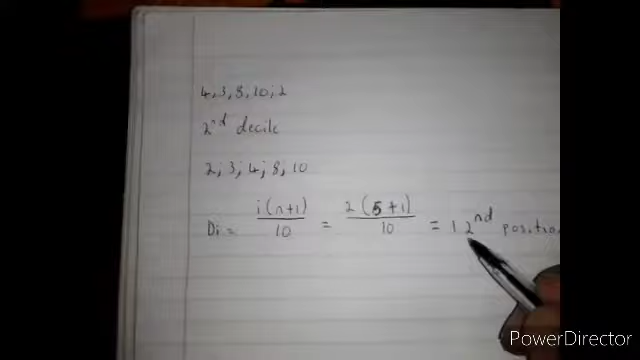 4,3,8,10,2
2nd decile
2;3;4;8;10
Di = i(n+1)/10 = 2(5+1)/10 = 1.2nd position
PowerDirector